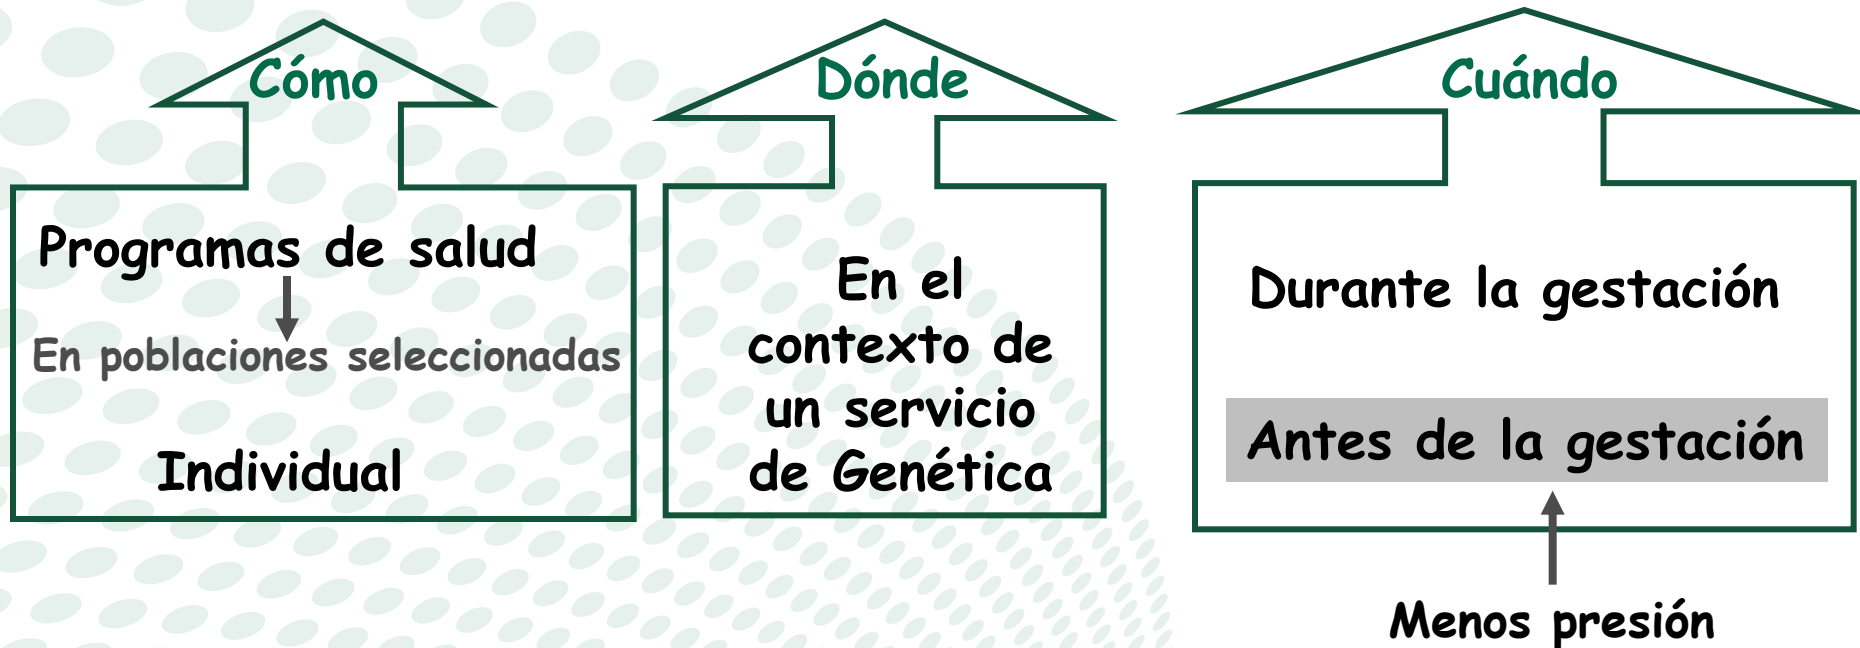 Cómo
Programas de salud
En poblaciones seleccionadas
Individual
Dónde
En el
contexto de
un servicio
de Genética
Cuándo
Durante la gestación
Antes de la gestación
Menos presión